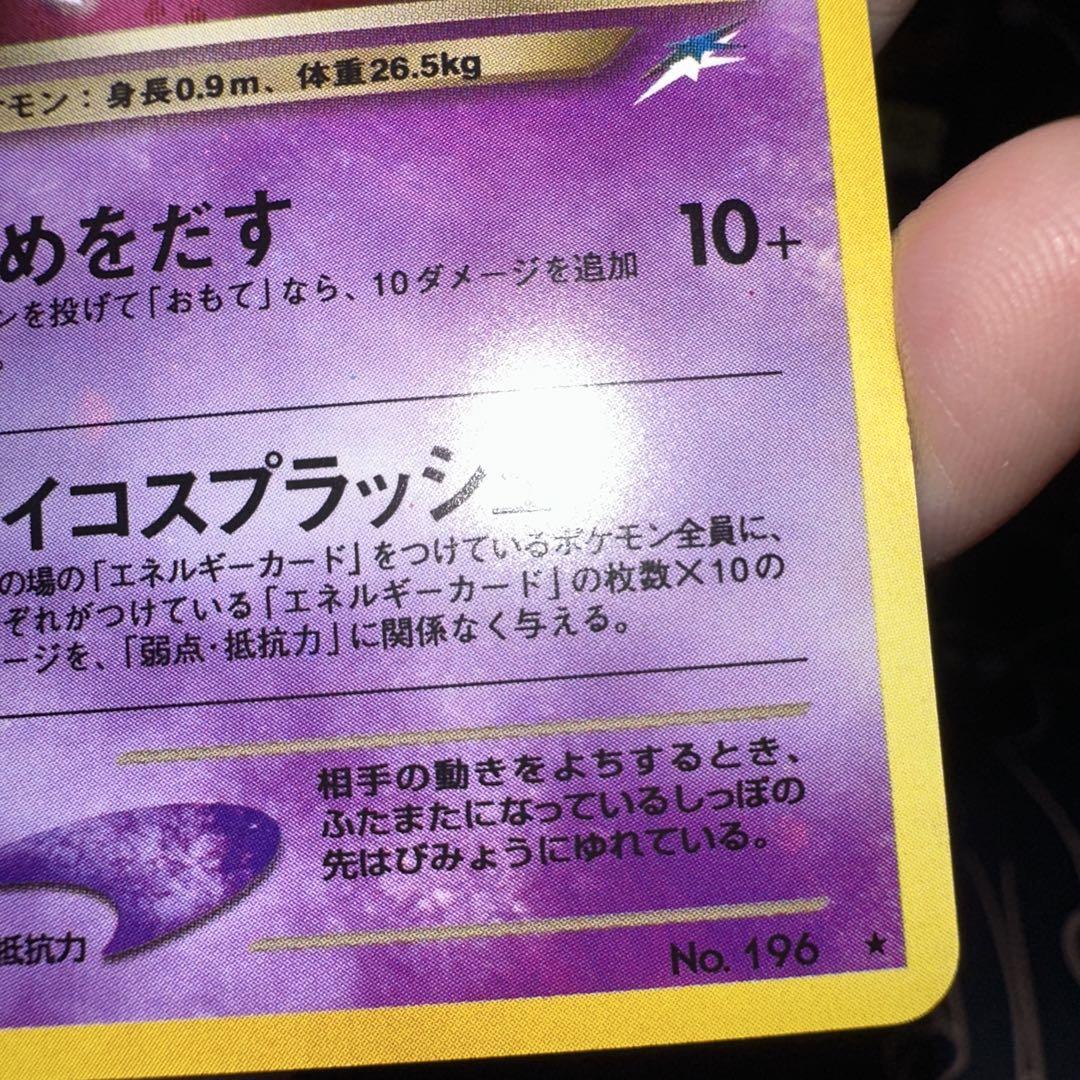 モン：身長0.9m、体重26.5kg
めをだす 10+
ンを投げて「おもて」なら、10ダメージを追加
。
イコスプラッシュ
の場の「エネルギーカード」をつけているポケモン全員に、
ぞれがつけている「エネルギーカード」の枚数×10の
ージを、「弱点・抵抗力」に関係なく与える。
相手の動きをよちするとき、
ふたまたになっているしっぽの
先はびみょうにゆれている。
抵抗力
No. 196 ★